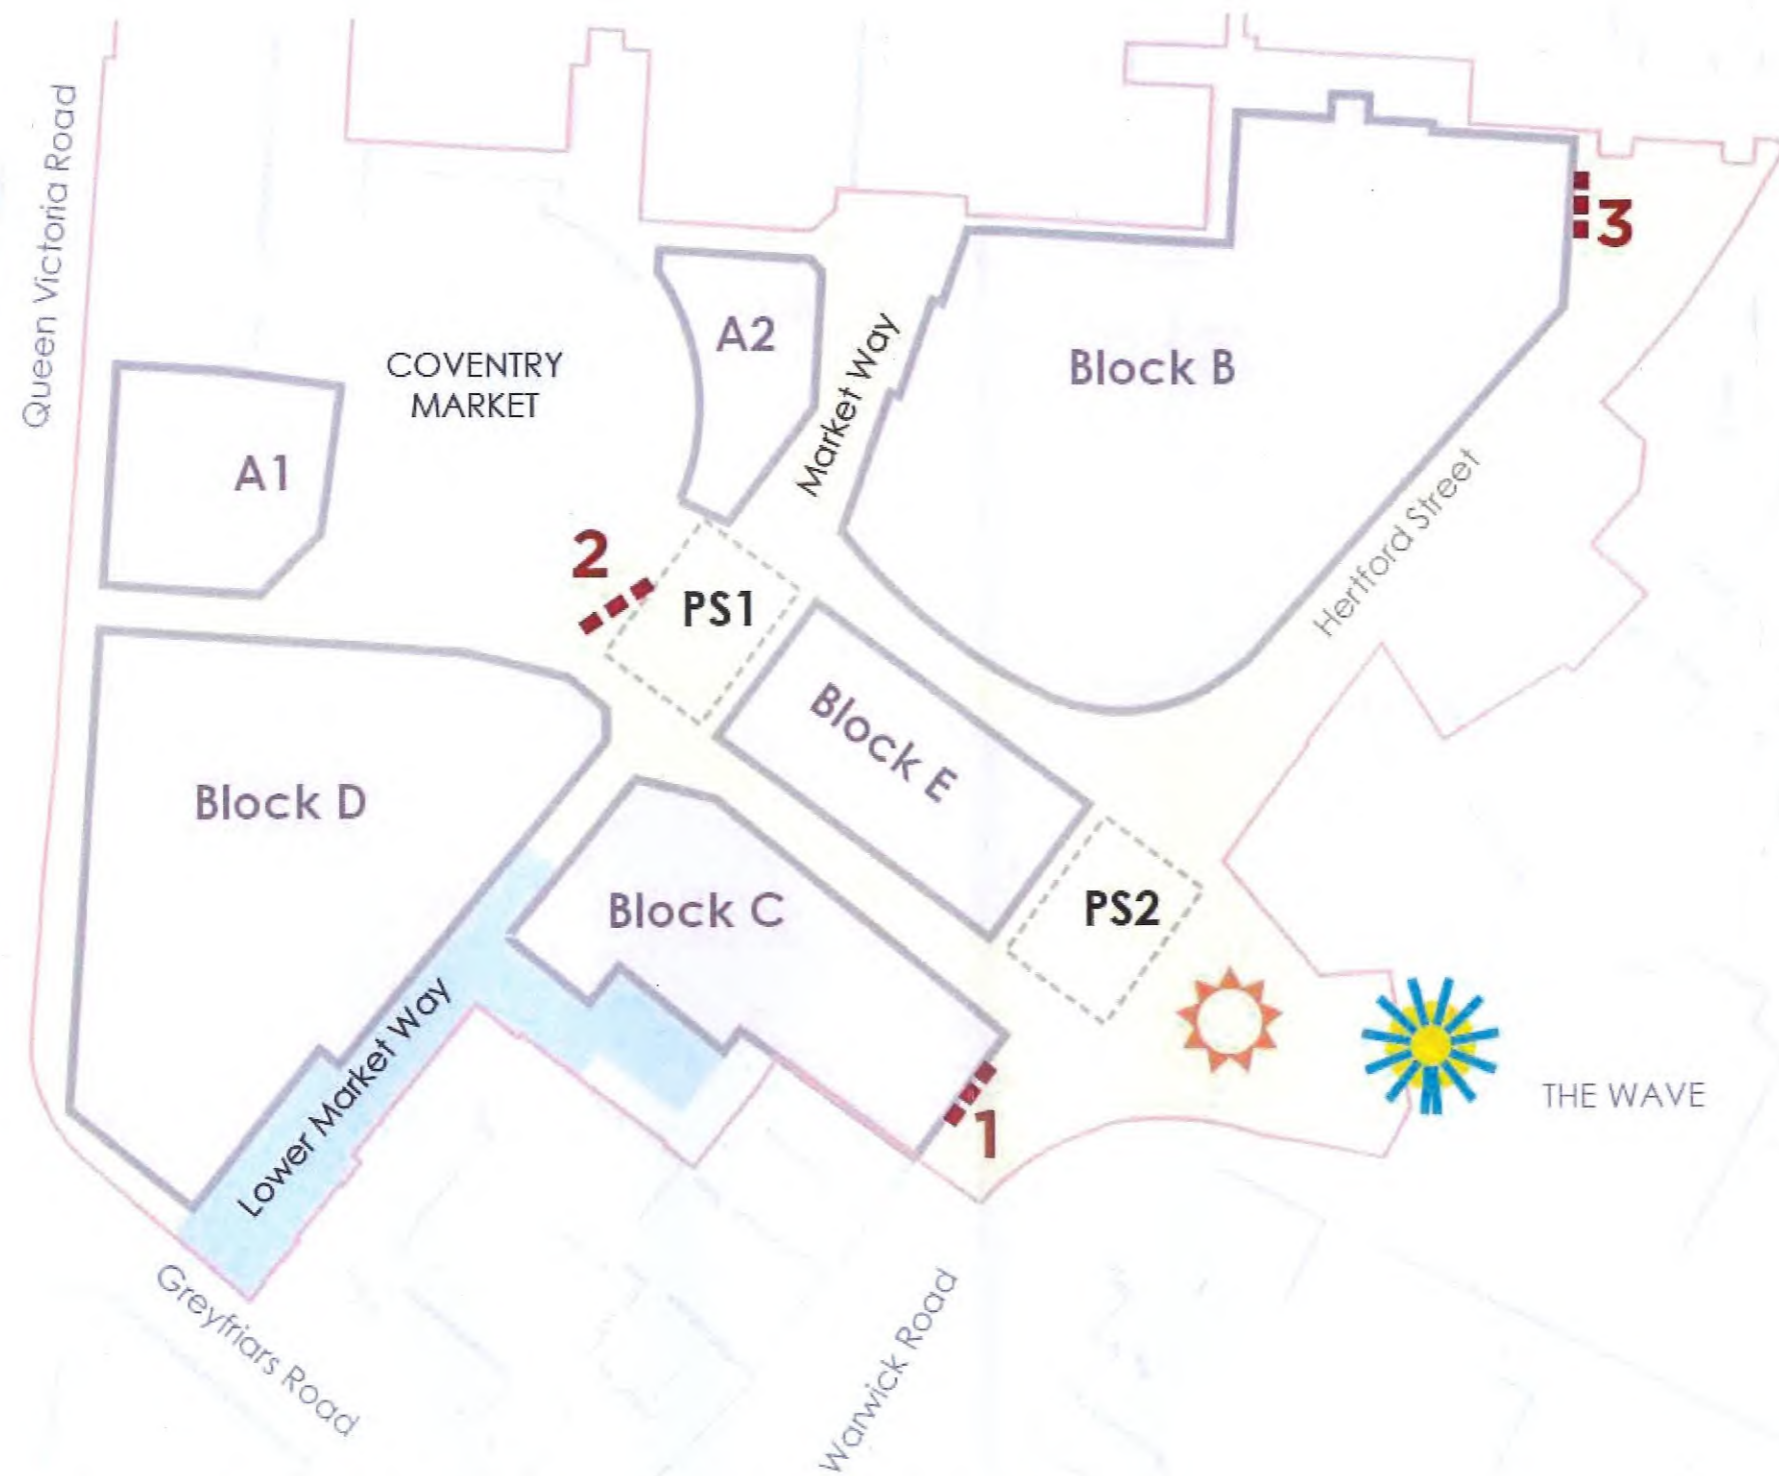 Queen Victoria Road
3
A2
COVENTRY
MARKET
Market Way
Block B
A1
Hertford Street
2
PS1
Block E
Block D
Block C
PS2
Lower Market Way
THE WAVE
1
Greyfriars Road
Warwick Road